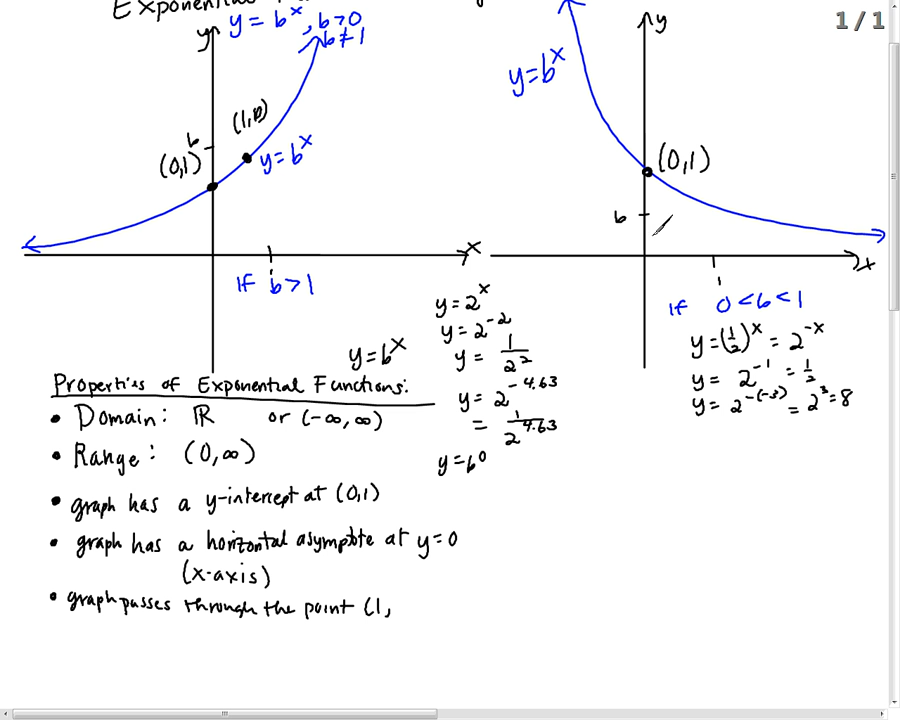 Exponential
y = b^x, b>0
b≠1
1 / 1
y
y
y=b^x
(1,b)
b
(0,1)
y=b^x
(0,1)
b
x
x
If b>1
If 0<b<1
y=2^x
y=2^-2
y= 1/2^2
y= 2^-4.63
= 1/2^4.63
y=b^0
y=(1/2)^x = 2^-x
y= 2^-1 = 1/2
y= 2^-(-3) = 2^3=8
y=b^x
Properties of Exponential Functions:
• Domain: ℝ or (-∞,∞)
• Range: (0,∞)
• graph has a y-intercept at (0,1)
• graph has a horizontal asymptote at y=0
(x-axis)
• graph passes through the point (1,